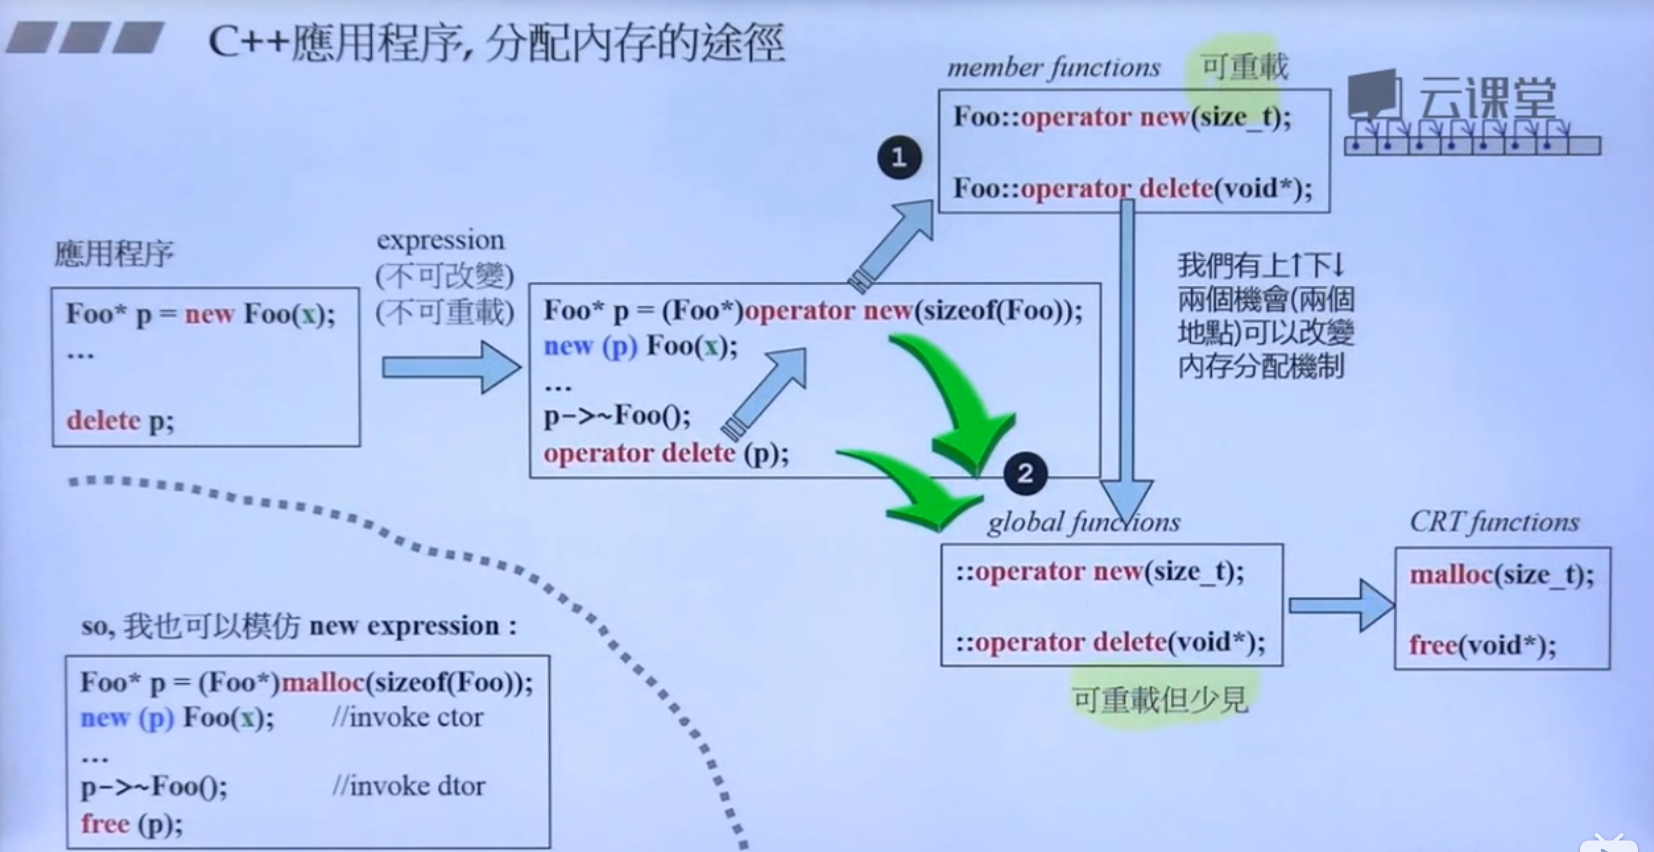 C++應用程序, 分配內存的途徑
member functions 可重載
云课堂
Foo::operator new(size_t);
Foo::operator delete(void*);
1
應用程序
Foo* p = new Foo(x);
...
delete p;
expression
(不可改變)
(不可重載)
Foo* p = (Foo*)operator new(sizeof(Foo));
new (p) Foo(x);
...
p->~Foo();
operator delete (p);
我們有上↑下↓
兩個機會(兩個
地點)可以改變
內存分配機制
2
global functions
::operator new(size_t);
::operator delete(void*);
可重載但少見
CRT functions
malloc(size_t);
free(void*);
so, 我也可以模仿 new expression :
Foo* p = (Foo*)malloc(sizeof(Foo));
new (p) Foo(x); //invoke ctor
...
p->~Foo(); //invoke dtor
free (p);